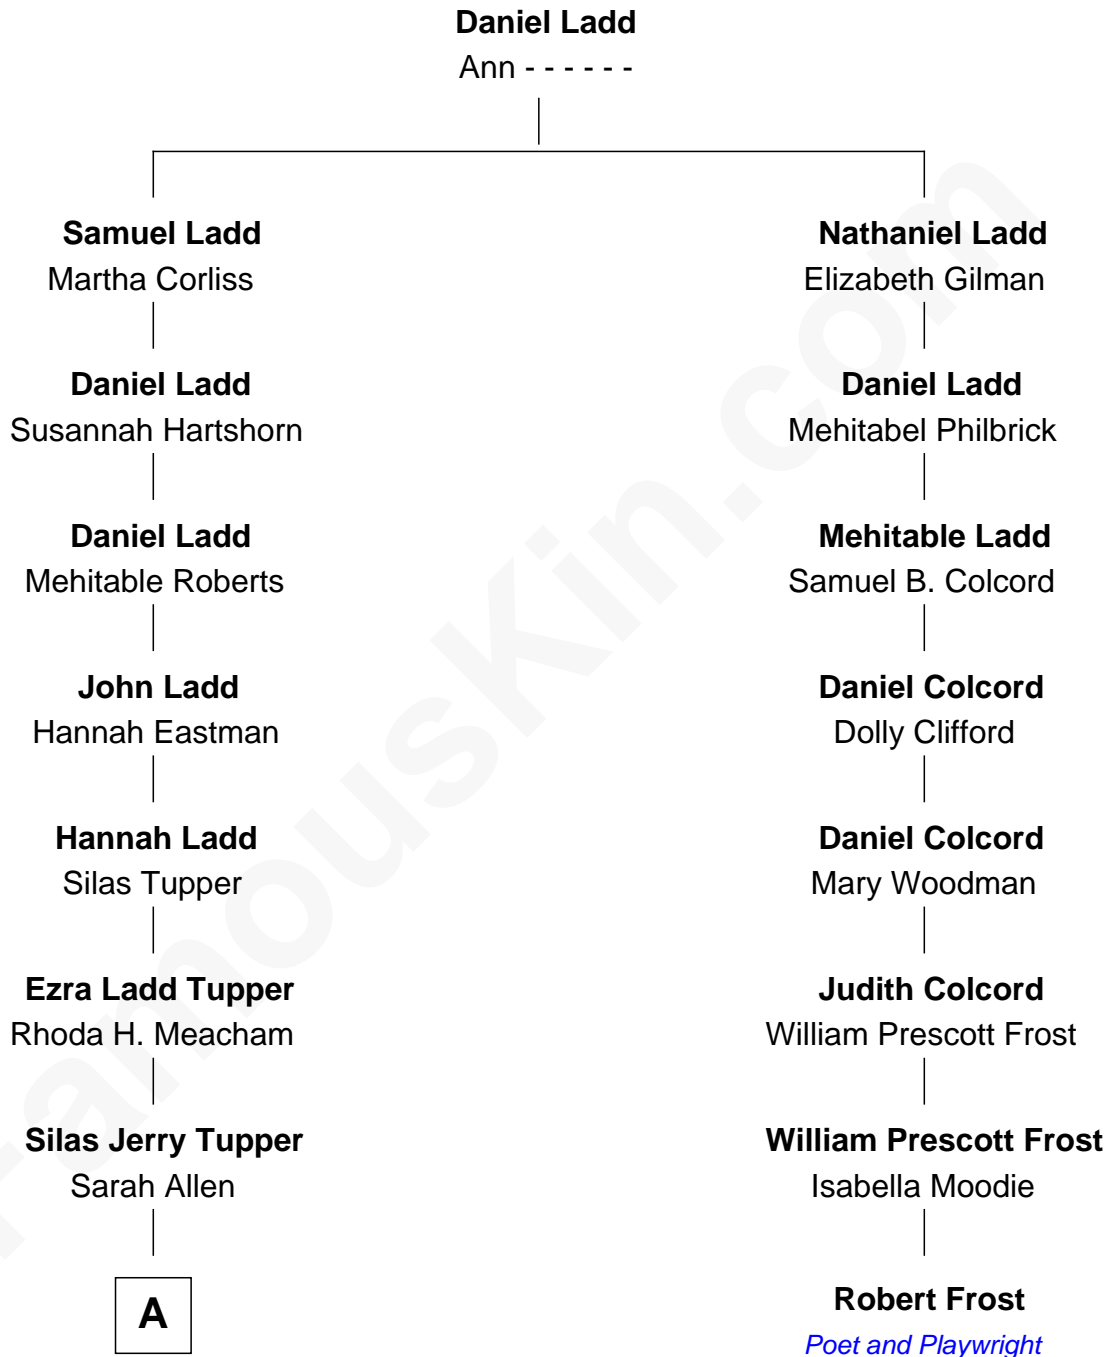 Daniel Ladd
Ann - - - - - -
Samuel Ladd
Martha Corliss
Nathaniel Ladd
Elizabeth Gilman
Daniel Ladd
Susannah Hartshorn
Daniel Ladd
Mehitabel Philbrick
Daniel Ladd
Mehitable Roberts
Mehitable Ladd
Samuel B. Colcord
John Ladd
Hannah Eastman
Daniel Colcord
Dolly Clifford
Hannah Ladd
Silas Tupper
Daniel Colcord
Mary Woodman
Ezra Ladd Tupper
Rhoda H. Meacham
Judith Colcord
William Prescott Frost
Silas Jerry Tupper
Sarah Allen
William Prescott Frost
Isabella Moodie
A
Robert Frost
Poet and Playwright
FamousKin.com